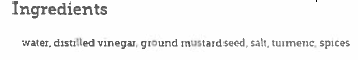 Ingredients
water, distilled vinegar, ground mustard seed, salt, turmeric, spices